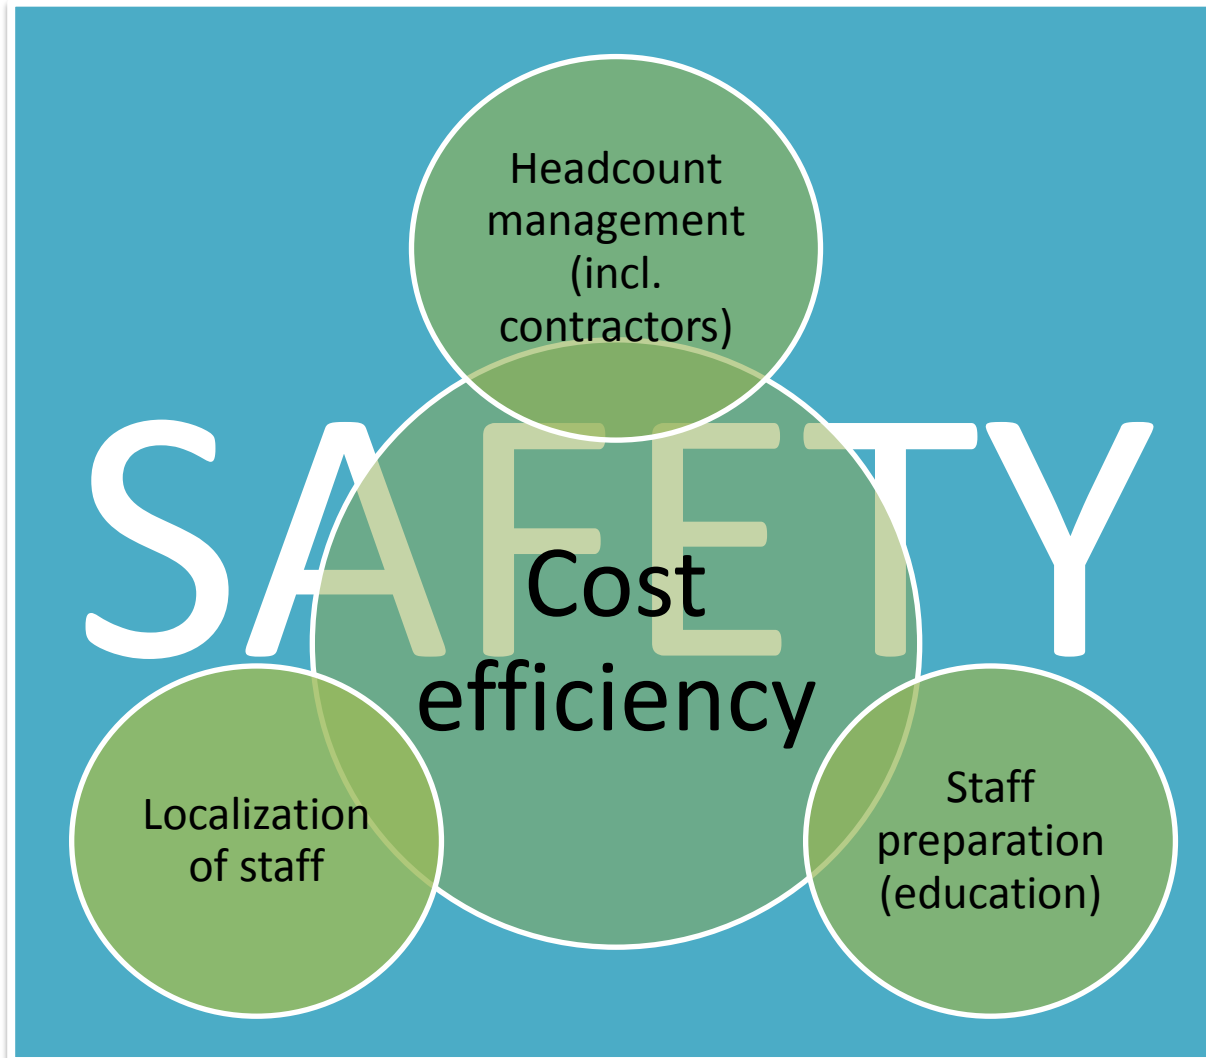 Headcount
management
(incl.
contractors)
SAFETY
Cost
efficiency
Localization
of staff
Staff
preparation
(education)